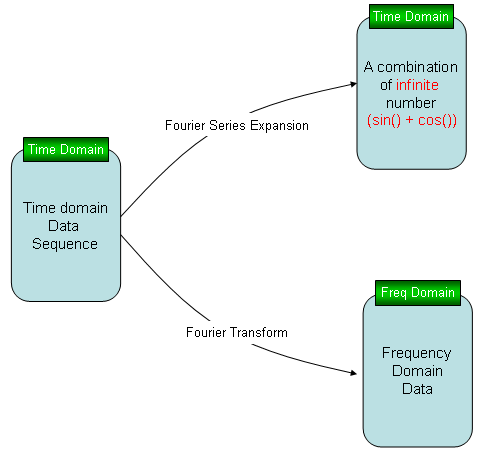 Time Domain
A combination
of infinite
number
(sin() + cos())
Fourier Series Expansion
Time Domain
Time domain
Data
Sequence
Freq Domain
Fourier Transform
Frequency
Domain
Data